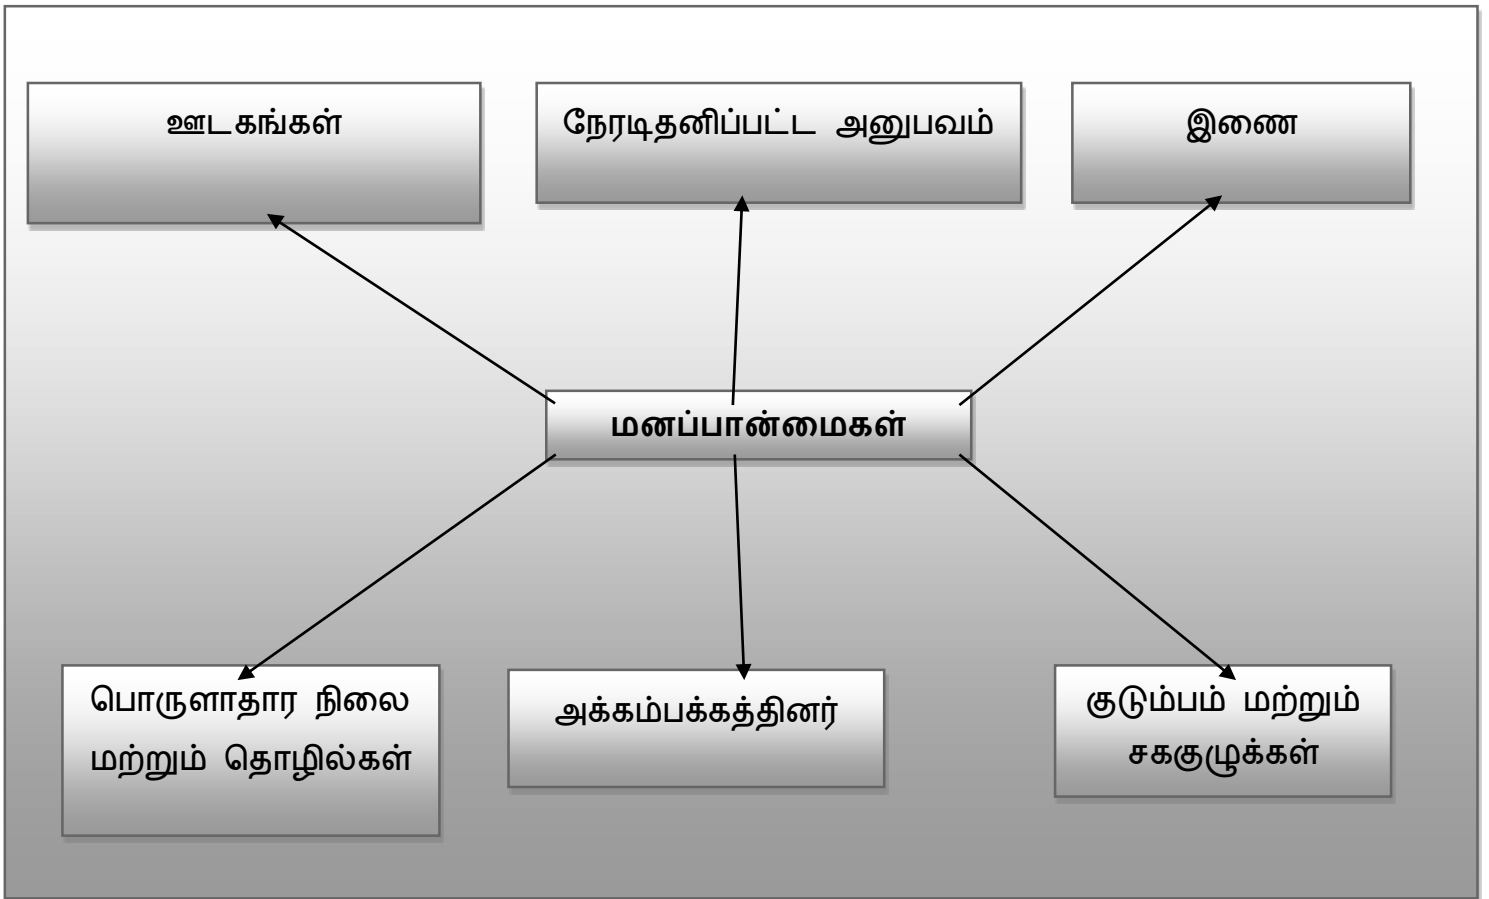 ஊடகங்கள்
நேரடிதனிப்பட்ட அனுபவம்
இணை
மனப்பான்மைகள்
பொருளாதார நிலை
மற்றும் தொழில்கள்
அக்கம்பக்கத்தினர்
குடும்பம் மற்றும்
சககுழுக்கள்